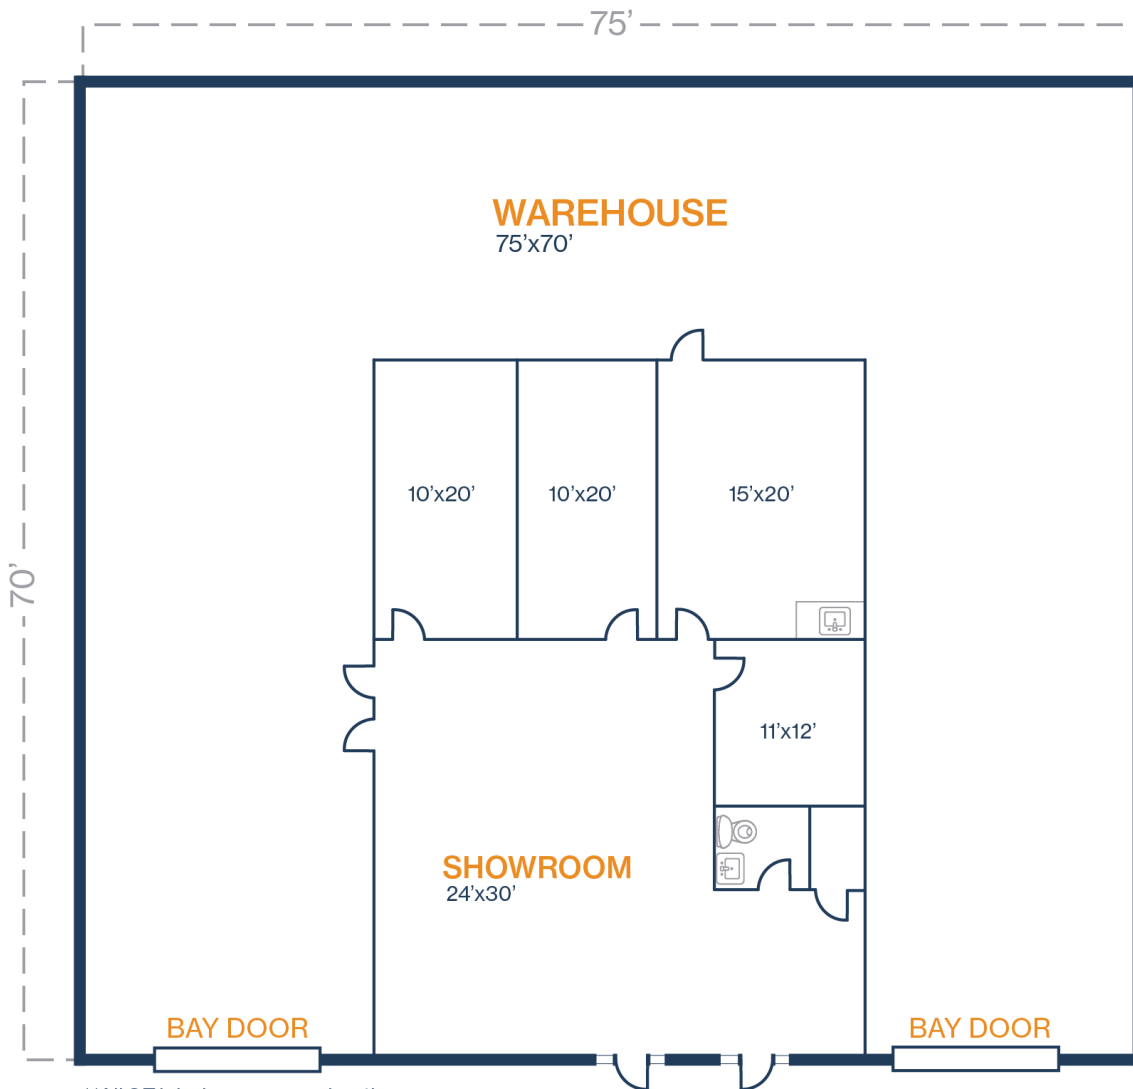 75’
70’
WAREHOUSE
75’x70’
10’x20’
10’x20’
15’x20’
11’x12’
SHOWROOM
24’x30’
BAY DOOR
BAY DOOR